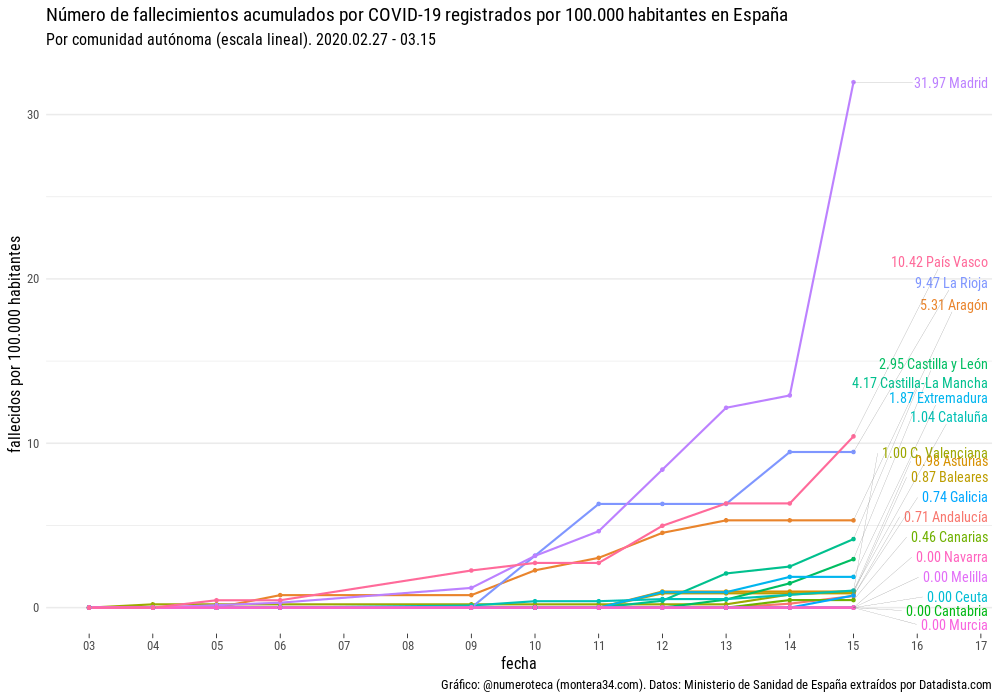 Número de fallecimientos acumulados por COVID-19 registrados por 100.000 habitantes en España
Por comunidad autónoma (escala lineal). 2020.02.27 - 03.15
fallecidos por 100.000 habitantes
30
20
10
0
31.97 Madrid
10.42 País Vasco
9.47 La Rioja
5.31 Aragón
2.95 Castilla y León
4.17 Castilla-La Mancha
1.87 Extremadura
1.04 Cataluña
1.00 C. Valenciana
0.98 Asturias
0.87 Baleares
0.74 Galicia
0.71 Andalucía
0.46 Canarias
0.00 Navarra
0.00 Melilla
0.00 Ceuta
0.00 Cantabria
0.00 Murcia
03 04 05 06 07 08 09 10 11 12 13 14 15 16 17
fecha
Gráfico: @numeroteca (montera34.com). Datos: Ministerio de Sanidad de España extraídos por Datadista.com